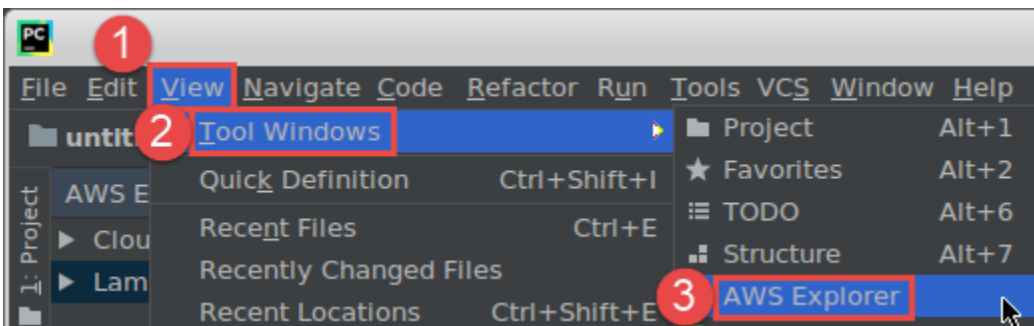 PC
1
File Edit View Navigate Code Refactor Run Tools VCS Window Help
untit
2 Tool Windows
Project Alt+1
Quick Definition Ctrl+Shift+I
Favorites Alt+2
AWS E
TODO Alt+6
Recent Files Ctrl+E
Clou
Structure Alt+7
Recently Changed Files
Lam
3 AWS Explorer
Recent Locations Ctrl+Shift+E
1: Project